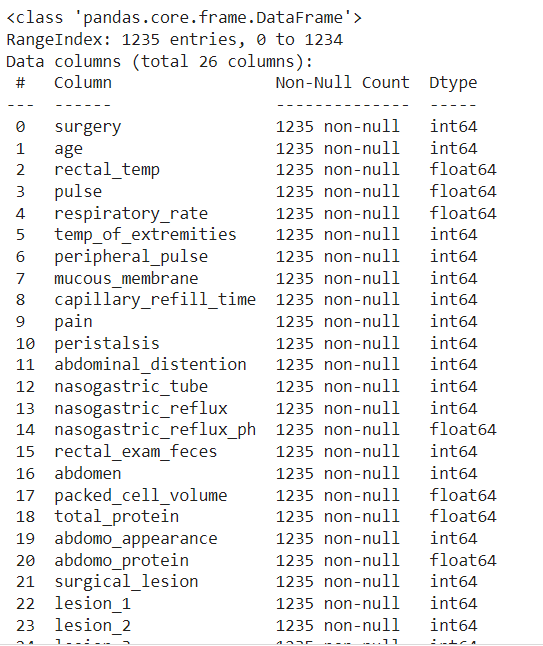 <class 'pandas.core.frame.DataFrame'>
RangeIndex: 1235 entries, 0 to 1234
Data columns (total 26 columns):
 #   Column                 Non-Null Count  Dtype
---  ------                 --------------  -----
 0   surgery                1235 non-null   int64
 1   age                    1235 non-null   int64
 2   rectal_temp            1235 non-null   float64
 3   pulse                  1235 non-null   float64
 4   respiratory_rate       1235 non-null   float64
 5   temp_of_extremities    1235 non-null   int64
 6   peripheral_pulse       1235 non-null   int64
 7   mucous_membrane        1235 non-null   int64
 8   capillary_refill_time  1235 non-null   int64
 9   pain                   1235 non-null   int64
 10  peristalsis            1235 non-null   int64
 11  abdominal_distention   1235 non-null   int64
 12  nasogastric_tube       1235 non-null   int64
 13  nasogastric_reflux     1235 non-null   int64
 14  nasogastric_reflux_ph  1235 non-null   float64
 15  rectal_exam_feces      1235 non-null   int64
 16  abdomen                1235 non-null   int64
 17  packed_cell_volume     1235 non-null   float64
 18  total_protein          1235 non-null   float64
 19  abdomo_appearance      1235 non-null   int64
 20  abdomo_protein         1235 non-null   float64
 21  surgical_lesion        1235 non-null   int64
 22  lesion_1               1235 non-null   int64
 23  lesion_2               1235 non-null   int64